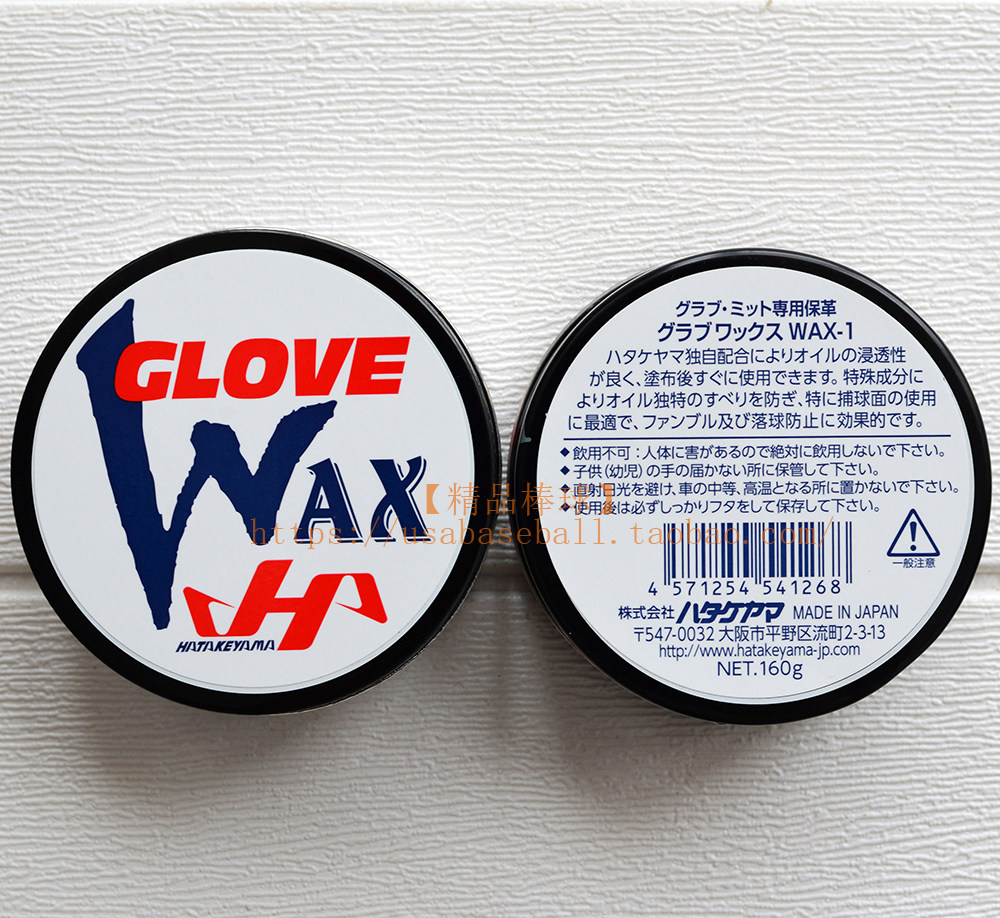 GLOVE
WAX
HATAKEYAMA
グラブ・ミット専用保革
グラブワックス WAX-1
ハタケヤマ独自配合によりオイルの浸透性
が良く、塗布後すぐに使用できます。特殊成分に
よりオイル独特のすべりを防ぎ、特に捕球面の使用
に最適で、ファンブル及び落球防止に効果的です。
◆飲用不可：人体に害があるので絶対に飲用しないで下さい。
◆子供（幼児）の手の届かない所に保管して下さい。
◆直射日光を避け、車の中等、高温となる所に置かないで下さい。
◆使用後は必ずしっかりフタをして保存して下さい。
一般注意
4 571254 541268
株式会社 ハタケヤマ MADE IN JAPAN
〒547-0032 大阪市平野区流町2-3-13
http://www.hatakeyama-jp.com
NET.160g
【精品棒球】
https://usabaseball.taobao.com/